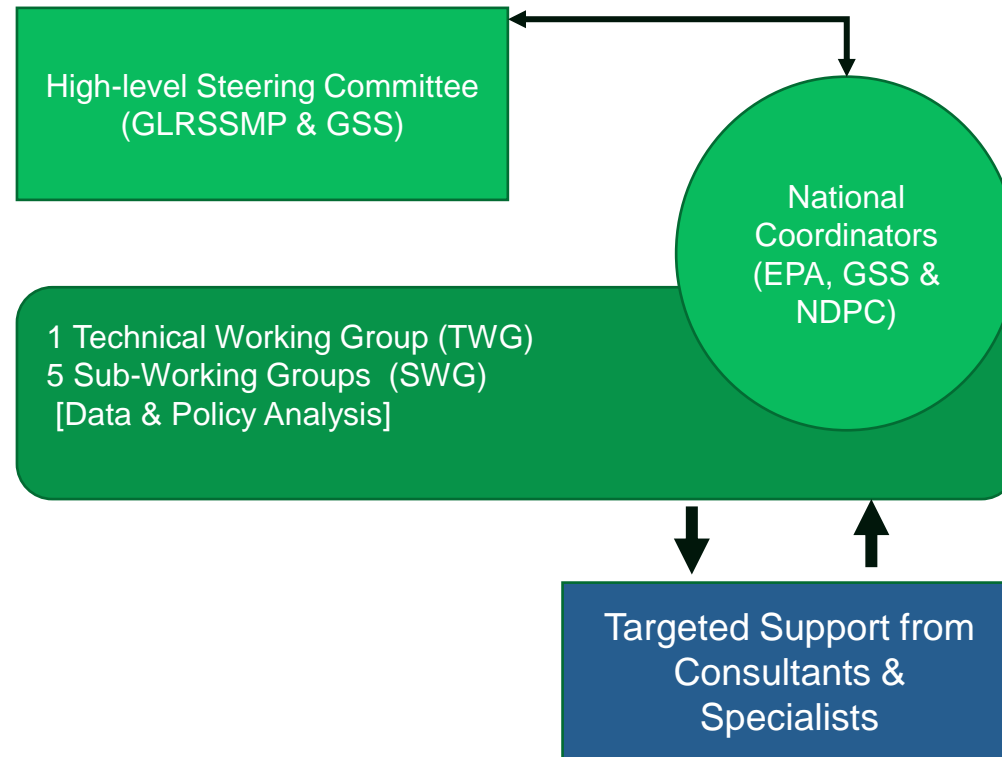 High-level Steering Committee
(GLRSSMP & GSS)
National
Coordinators
(EPA, GSS &
NDPC)
1 Technical Working Group (TWG)
5 Sub-Working Groups  (SWG)
[Data & Policy Analysis]
Targeted Support from
Consultants &
Specialists